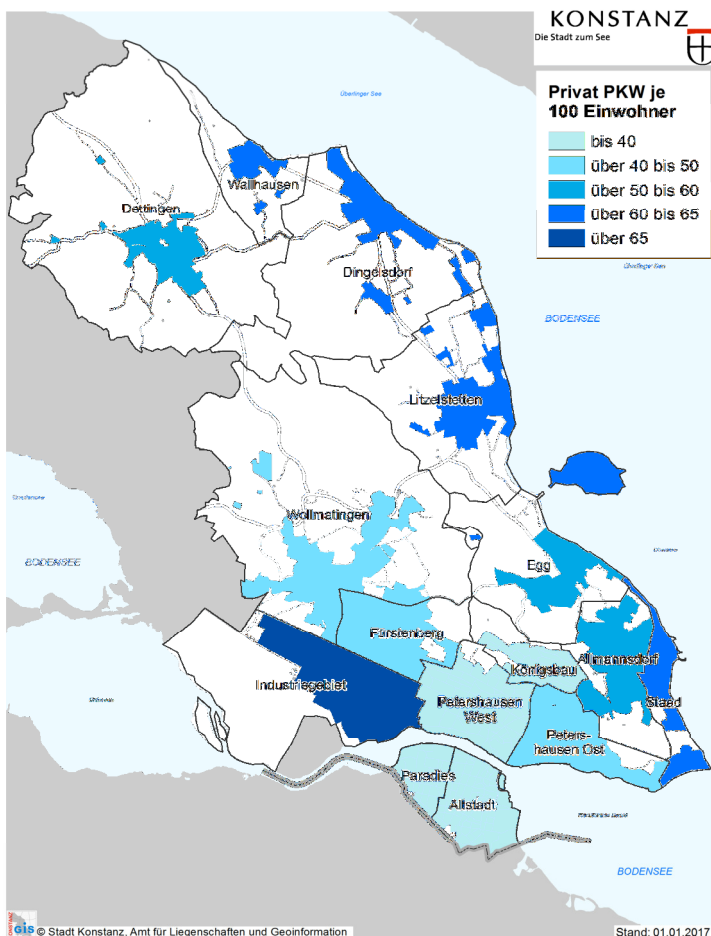 KONSTANZ
Die Stadt zum See
Privat PKW je
100 Einwohner
bis 40
über 40 bis 50
über 50 bis 60
über 60 bis 65
über 65
Überlinger See
Wallhausen
Dettingen
Dingelsdorf
BODENSEE
Litzelstetten
Wollmatingen
BODENSEE
Egg
Fürstenberg
Allmannsdorf
Königsbau
Industriegebiet
Petershausen
West
Staad
Peters-
hausen Ost
Paradies
Altstadt
BODENSEE
KONSTANZ
GIS © Stadt Konstanz, Amt für Liegenschaften und Geoinformation
Stand: 01.01.2017